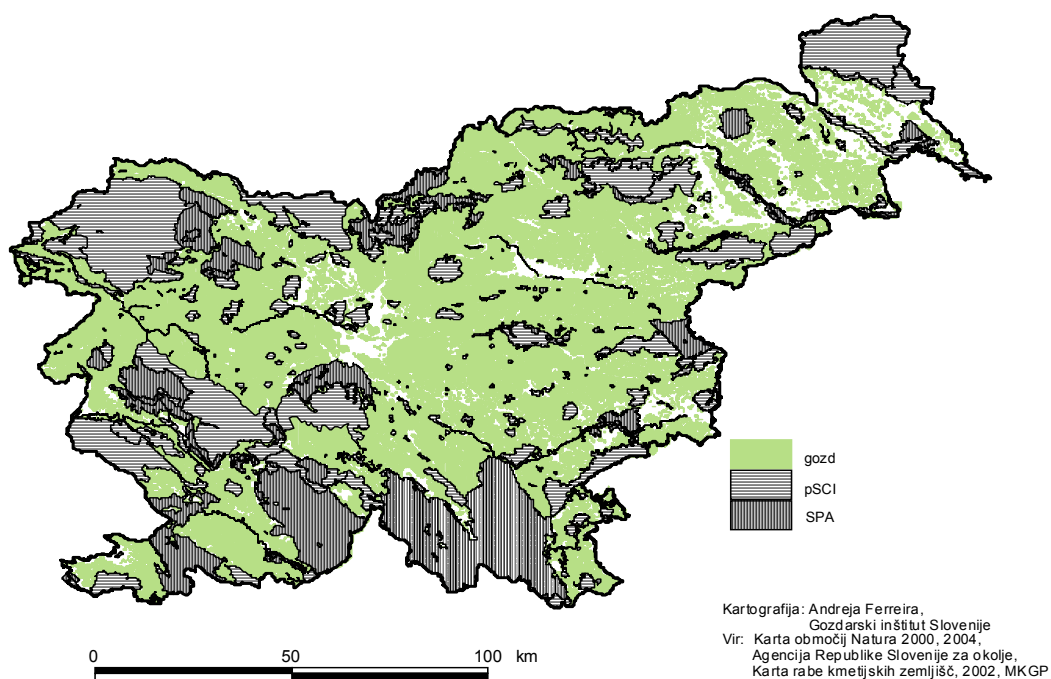 gozd
pSCI
SPA
Kartografija: Andreja Ferreira,
Gozdarski inštitut Slovenije
Vir: Karta območij Natura 2000, 2004,
Agencija Republike Slovenije za okolje,
Karta rabe kmetijskih zemljišč, 2002, MKGP
0 50 100 km